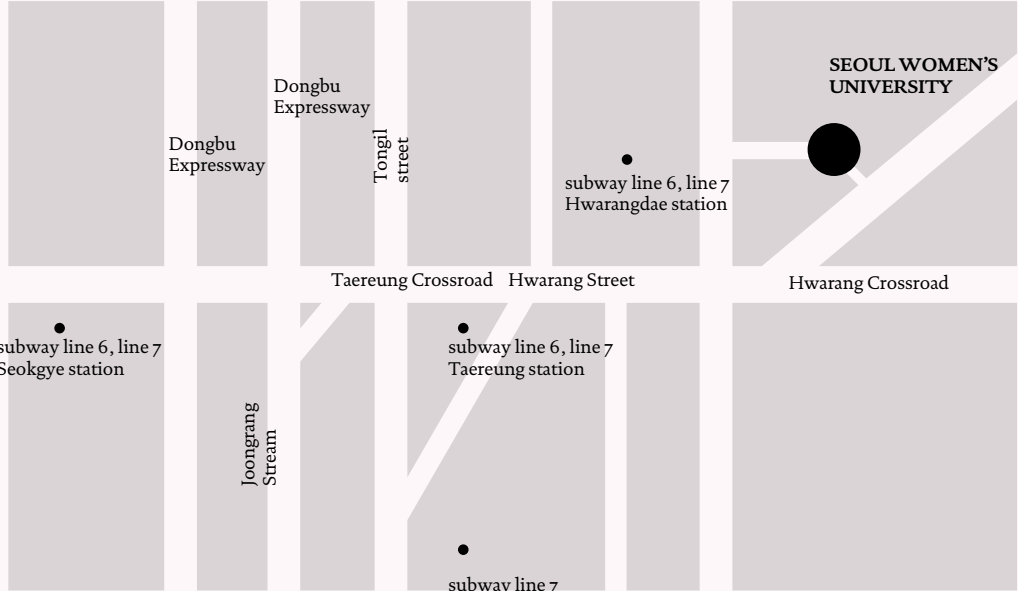 SEOUL WOMEN’S
UNIVERSITY
Dongbu
Expressway
Dongbu
Expressway
Tongil
street
subway line 6, line 7
Hwarangdae station
Taereung Crossroad
Hwarang Street
Hwarang Crossroad
subway line 6, line 7
Seokgye station
subway line 6, line 7
Taereung station
Joongrang
Stream
subway line 7